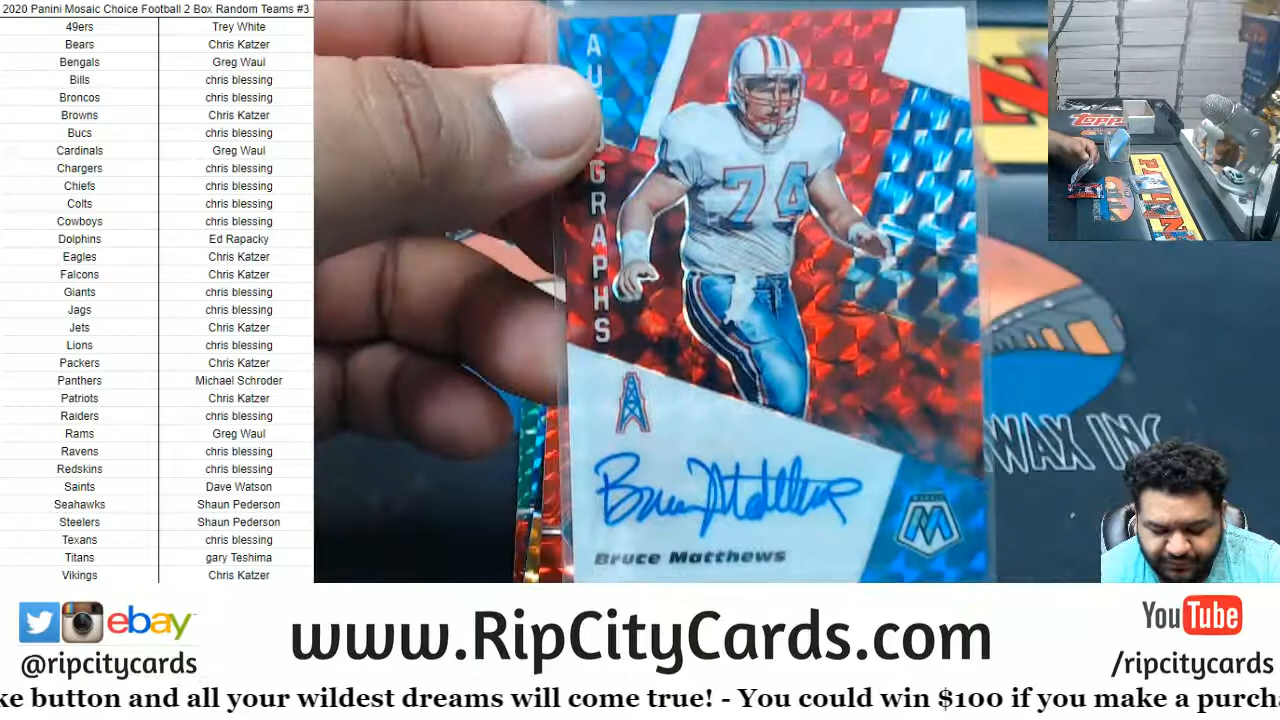 2020 Panini Mosaic Choice Football 2 Box Random Teams #3
49ers Trey White
Bears Chris Katzer
Bengals Greg Waul
Bills chris blessing
Broncos chris blessing
Browns Chris Katzer
Bucs chris blessing
Cardinals Greg Waul
Chargers chris blessing
Chiefs chris blessing
Colts chris blessing
Cowboys chris blessing
Dolphins Ed Rapacky
Eagles Chris Katzer
Falcons Chris Katzer
Giants chris blessing
Jags chris blessing
Jets Chris Katzer
Lions chris blessing
Packers Chris Katzer
Panthers Michael Schroder
Patriots Chris Katzer
Raiders chris blessing
Rams Greg Waul
Ravens chris blessing
Redskins chris blessing
Saints Dave Watson
Seahawks Shaun Pederson
Steelers Shaun Pederson
Texans chris blessing
Titans gary Teshima
Vikings Chris Katzer
74
Bruce Matthews
Bruce Matthews
MOSAIC
WAX INC
Topps
ebay
@ripcitycards
www.RipCityCards.com
YouTube
/ripcitycards
ke button and all your wildest dreams will come true! - You could win $100 if you make a purcha